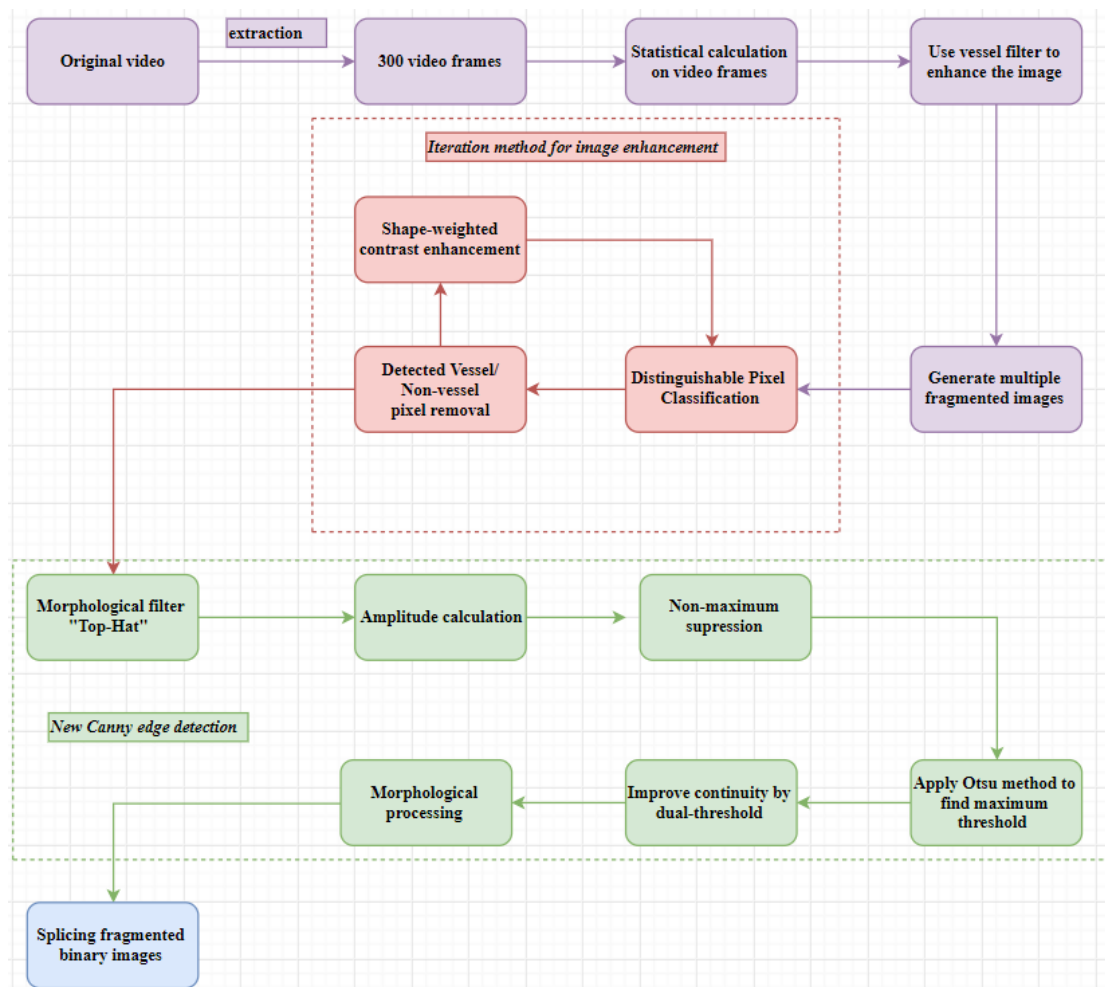 extraction
Original video
300 video frames
Statistical calculation
on video frames
Use vessel filter to
enhance the image
Iteration method for image enhancement
Shape-weighted
contrast enhancement
Detected Vessel/
Non-vessel
pixel removal
Distinguishable Pixel
Classification
Generate multiple
fragmented images
Morphological filter
"Top-Hat"
Amplitude calculation
Non-maximum
supression
New Canny edge detection
Morphological
processing
Improve continuity by
dual-threshold
Apply Otsu method to
find maximum
threshold
Splicing fragmented
binary images